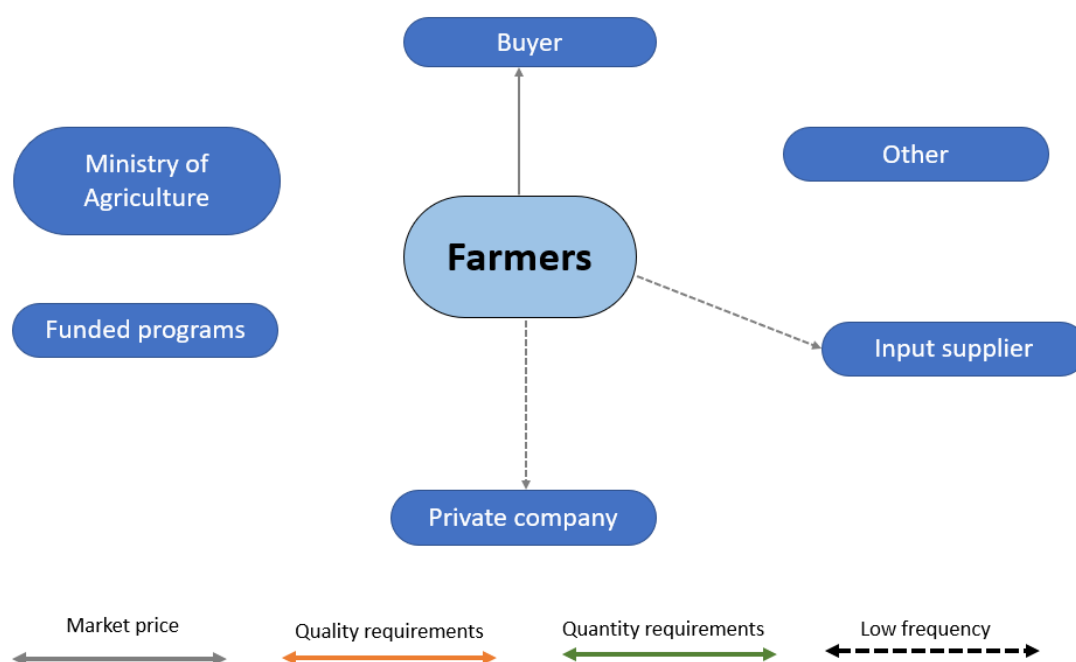 Buyer
Ministry of
Agriculture
Other
Farmers
Funded programs
Input supplier
Private company
Market price
Quality requirements
Quantity requirements
Low frequency